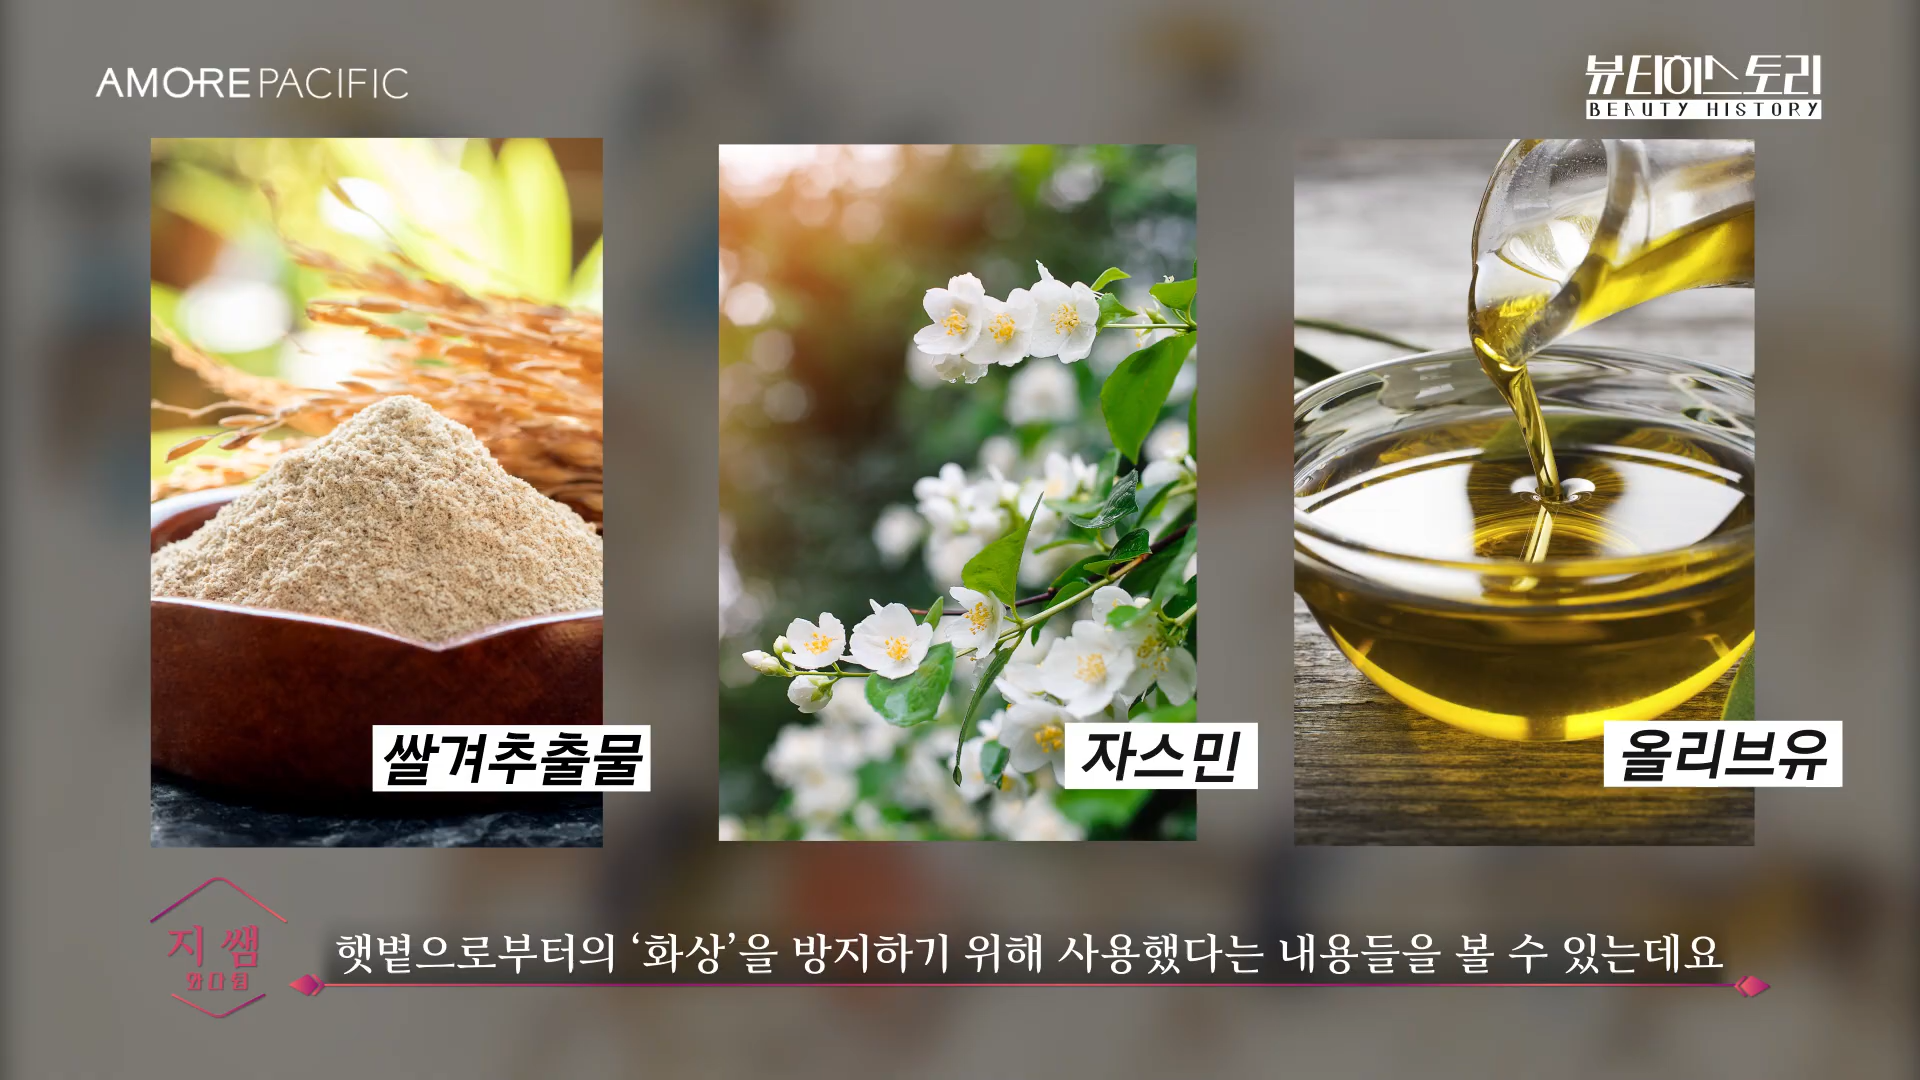 AMOREPACIFIC
뷰티히스토리
BEAUTY HISTORY
쌀겨추출물
자스민
올리브유
지 쌤
햇볕으로부터의 ‘화상’을 방지하기 위해 사용했다는 내용들을 볼 수 있는데요